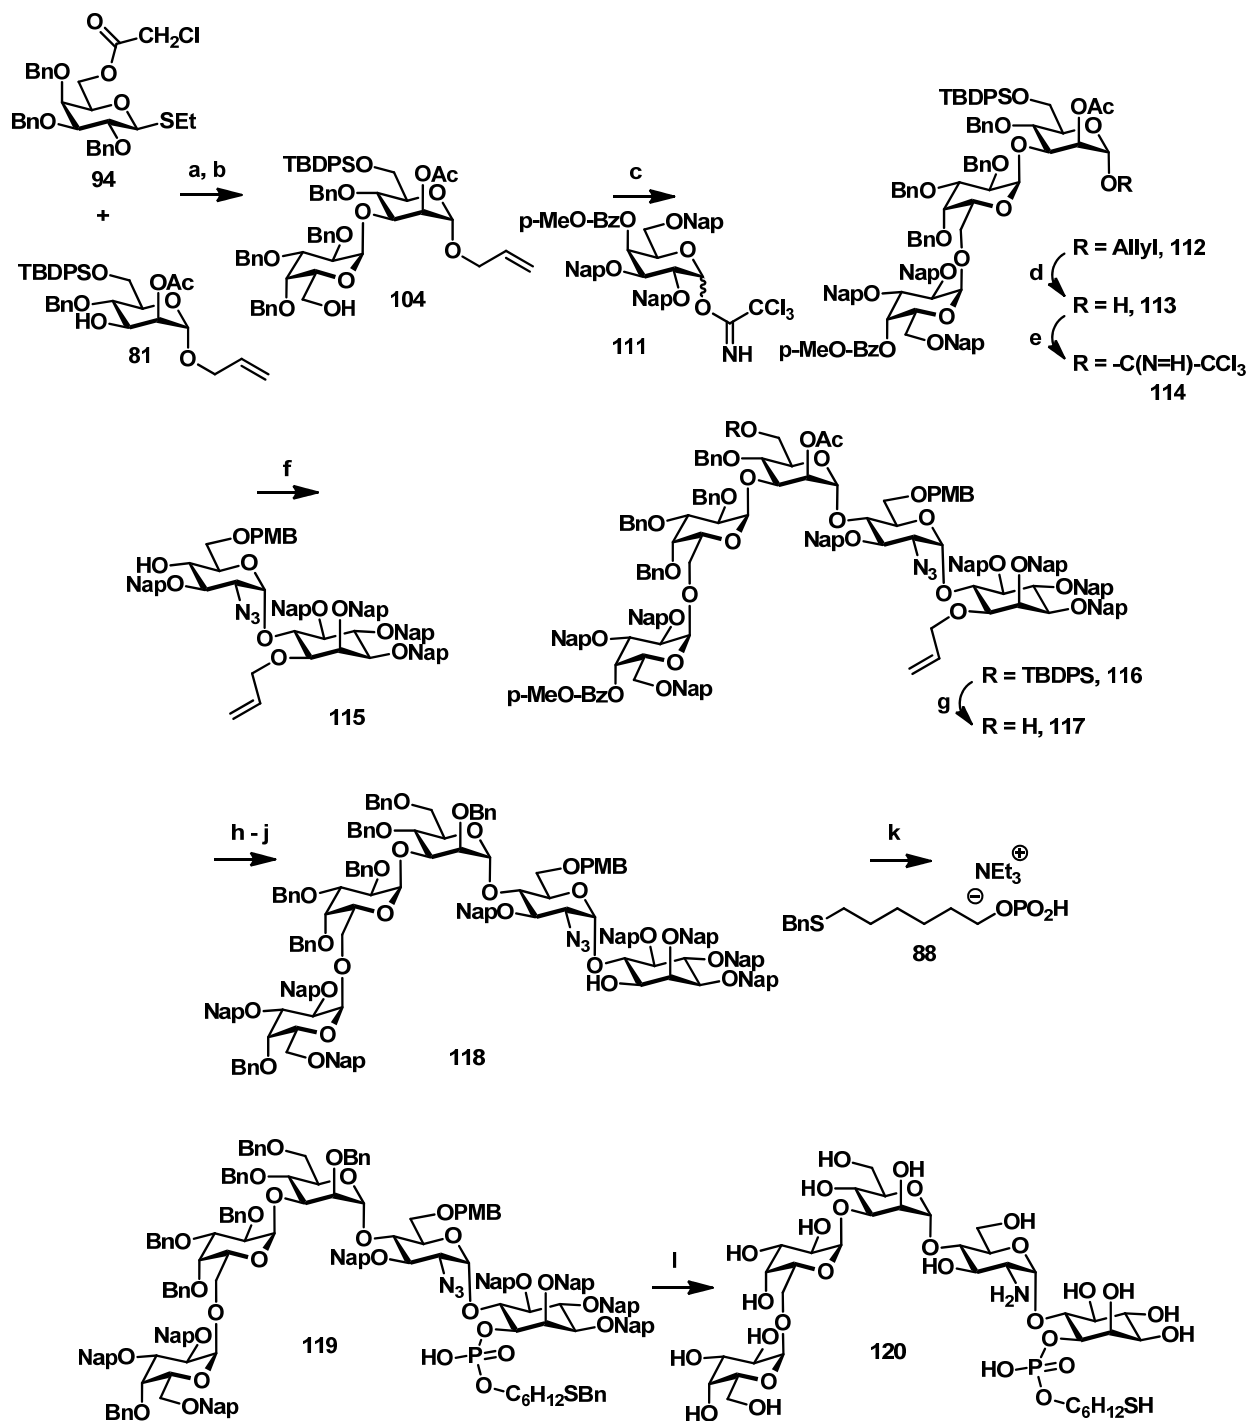 O
CH₂Cl
BnO
O
O
BnO
SEt
BnO
94
+
TBDPSO
OAc
BnO
O
HO
81
O
a, b
TBDPSO
OAc
BnO
O
O
BnO
BnO
O
O
BnO
OH
104
c
p-MeO-BzO
ONap
O
NapO
NapO
O
CCl₃
NH
111
TBDPSO
OAc
BnO
O
O
BnO
OR
BnO
O
BnO
O
NapO
NapO
O
p-MeO-BzO
ONap
R = Allyl, 112
d
R = H, 113
e
R = -C(N=H)-CCl₃
114
f
OPMB
HO
O
NapO
N₃
NapO
ONap
O
ONap
ONap
O
115
RO
OAc
BnO
O
O
BnO
BnO
O
BnO
O
OPMB
O
NapO
N₃
NapO
ONap
O
ONap
ONap
O
O
NapO
NapO
O
p-MeO-BzO
ONap
R = TBDPS, 116
g
R = H, 117
h - j
BnO
OBn
BnO
O
O
BnO
BnO
O
BnO
O
OPMB
O
NapO
N₃
NapO
ONap
O
ONap
HO
ONap
O
NapO
NapO
O
BnO
ONap
118
k
⊕
NEt₃
⊖
BnS
OPO₂H
88
BnO
OBn
BnO
O
O
BnO
BnO
O
BnO
O
OPMB
O
NapO
N₃
NapO
ONap
O
ONap
ONap
O
HO
P
O
O
C₆H₁₂SBn
O
NapO
NapO
O
BnO
ONap
119
l
HO
OH
HO
O
O
HO
HO
O
HO
O
OH
O
HO
H₂N
HO
OH
O
OH
OH
O
HO
P
O
O
C₆H₁₂SH
O
HO
HO
O
HO
OH
120